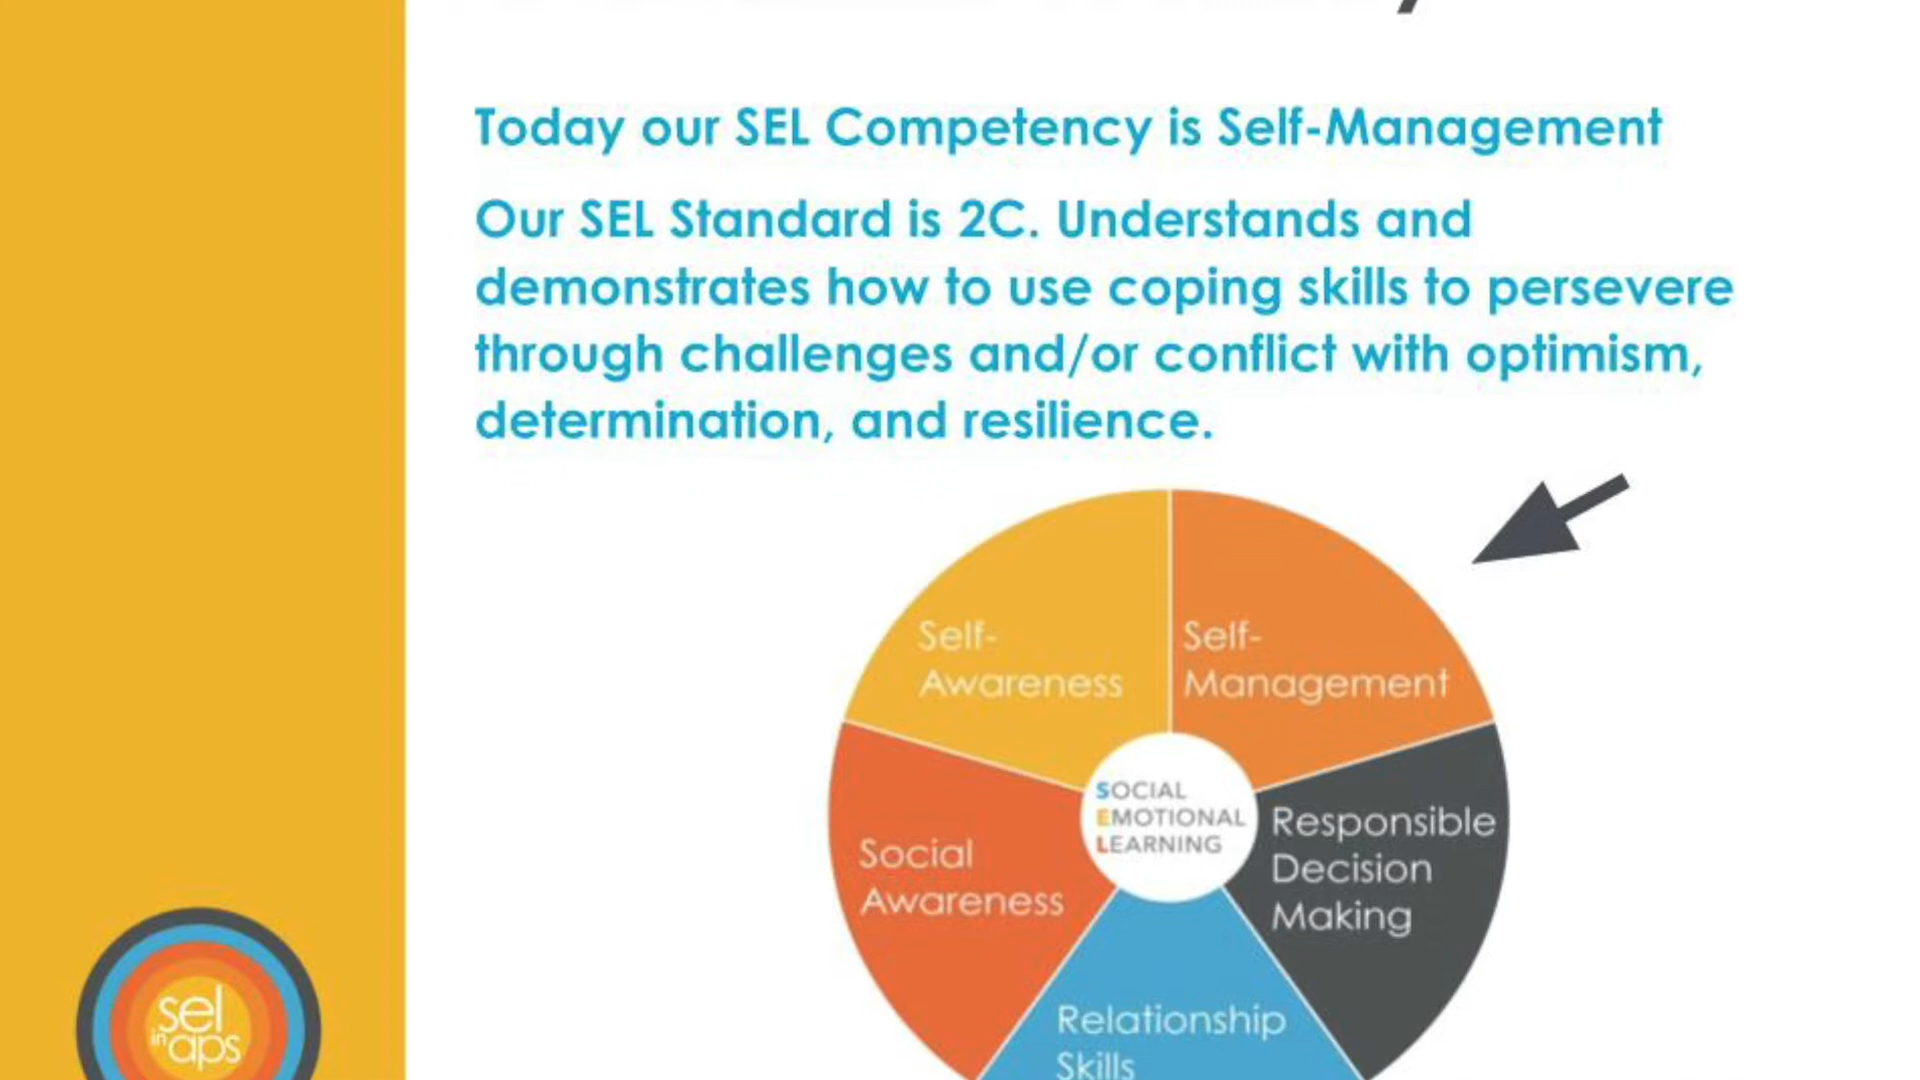 Today our SEL Competency is Self-Management
Our SEL Standard is 2C. Understands and
demonstrates how to use coping skills to persevere
through challenges and/or conflict with optimism,
determination, and resilience.
Self-
Awareness
Self-
Management
SOCIAL
EMOTIONAL
LEARNING
Responsible
Decision
Making
Social
Awareness
Relationship
Skills
sel
in aps